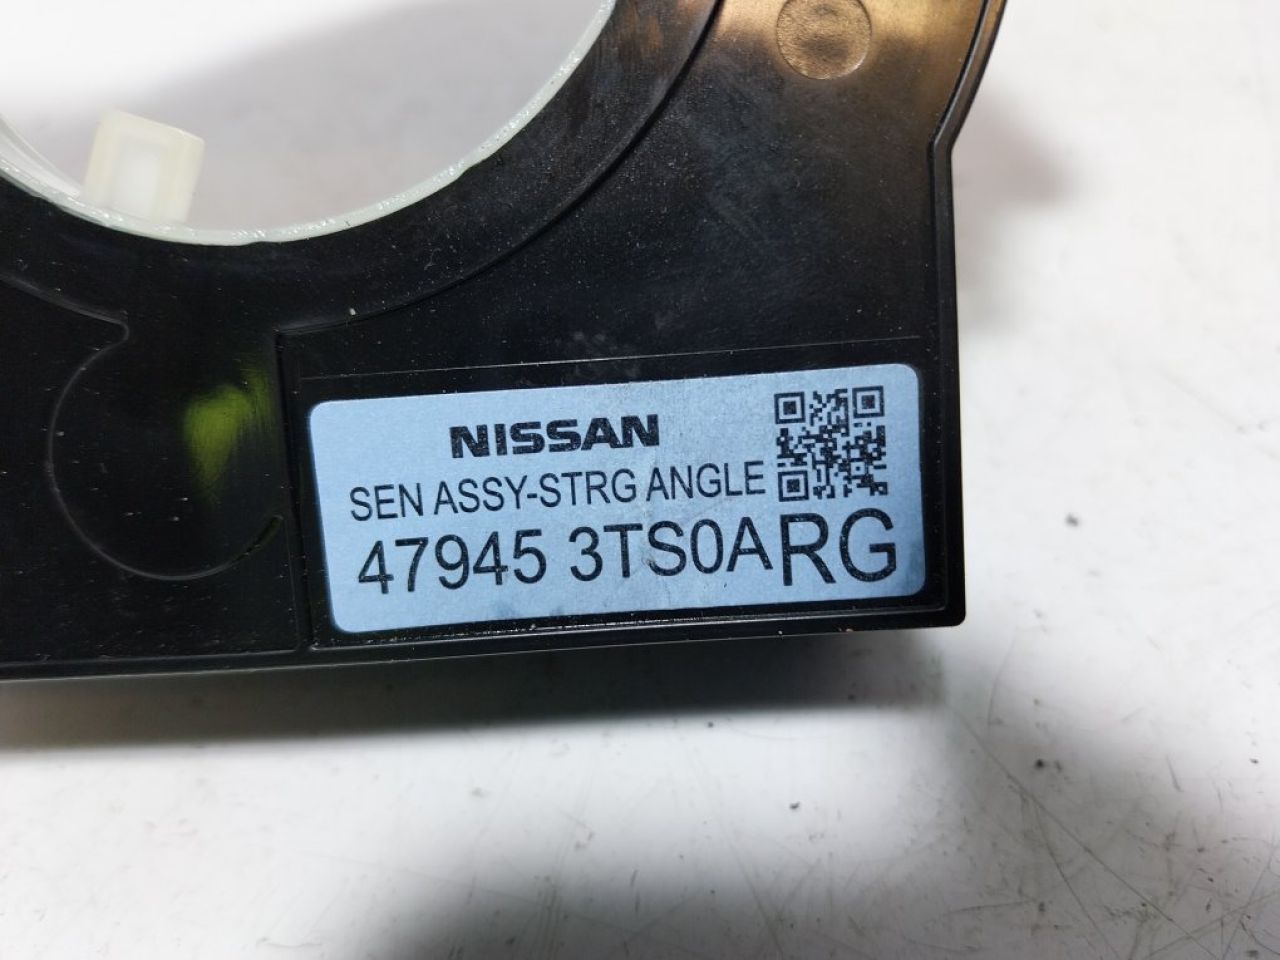 NISSAN
SEN ASSY-STRG ANGLE
47945 3TS0ARG